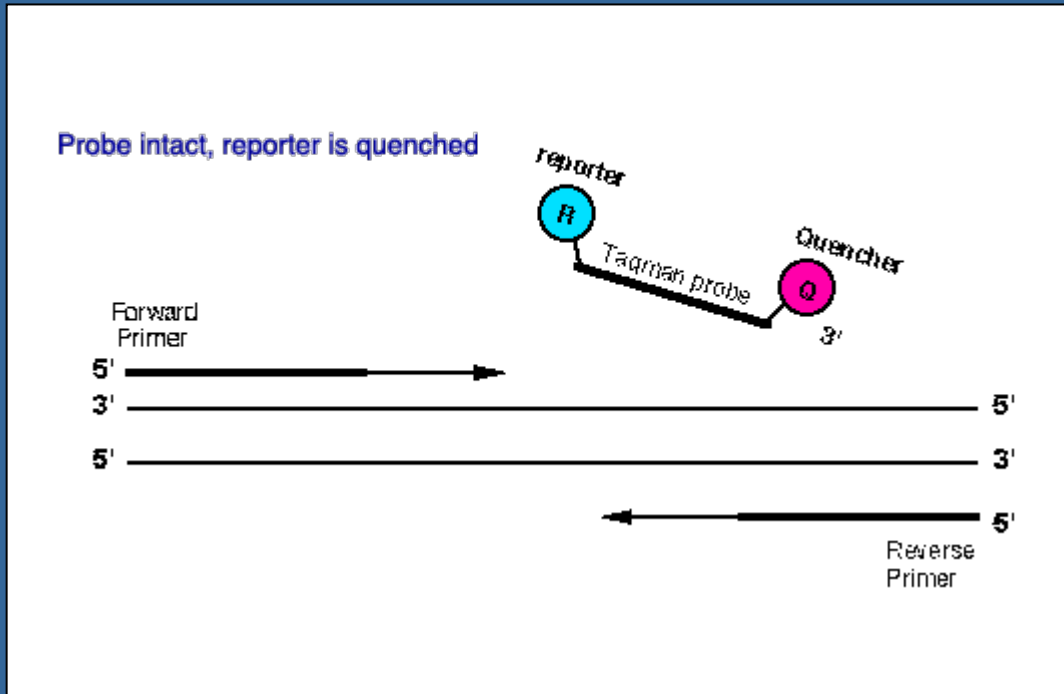 Probe intact, reporter is quenched
reporter
R
Taqman probe
Quencher
Q
3'
Forward
Primer
5'
3'
5'
5'
3'
5'
Reverse
Primer